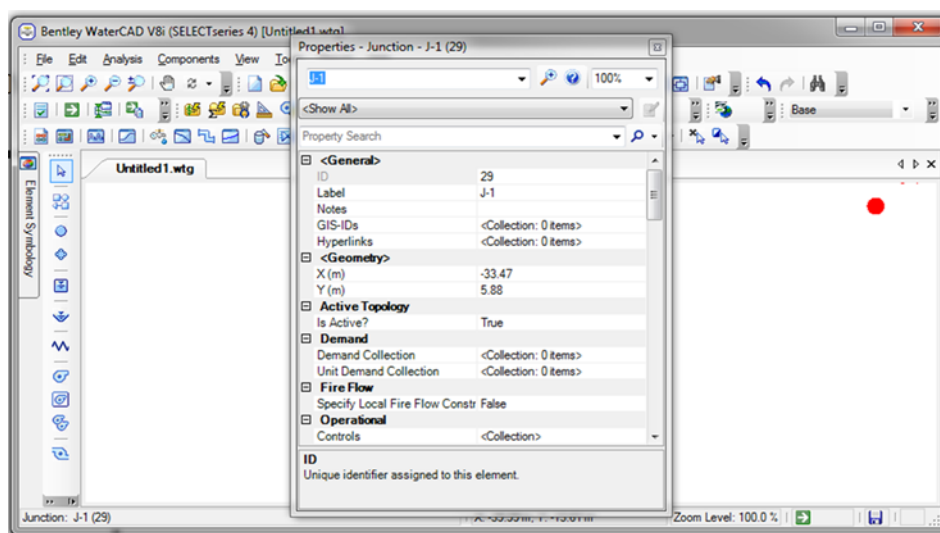 Bentley WaterCAD V8i (SELECTseries 4) [Untitled1.wtg]
Properties - Junction - J-1 (29)
File Edit Analysis Components View
J-1
100%
<Show All>
Base
Property Search
Untitled1.wtg
Element Symbology
<General>
ID 29
Label J-1
Notes
GIS-IDs <Collection: 0 items>
Hyperlinks <Collection: 0 items>
<Geometry>
X (m) -33.47
Y (m) 5.88
Active Topology
Is Active? True
Demand
Demand Collection <Collection: 0 items>
Unit Demand Collection <Collection: 0 items>
Fire Flow
Specify Local Fire Flow Constr False
Operational
Controls <Collection>
ID
Unique identifier assigned to this element.
Junction: J-1 (29)
Zoom Level: 100.0 %